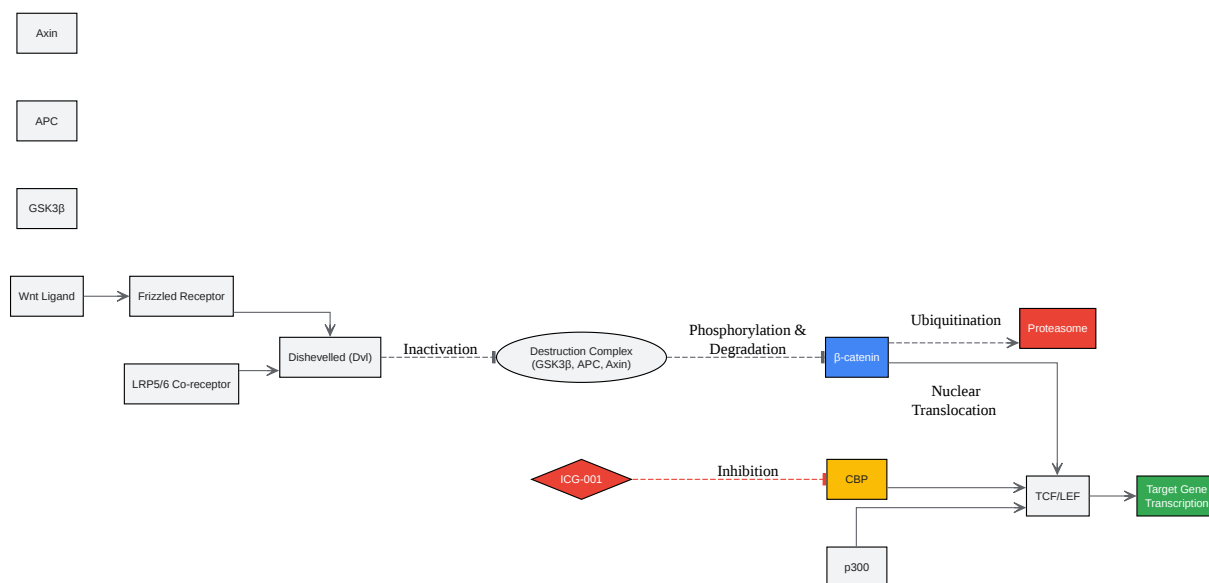 Axin
APC
GSK3β
Wnt Ligand
Frizzled Receptor
LRP5/6 Co-receptor
Dishevelled (Dvl)
Inactivation
Destruction Complex
(GSK3β, APC, Axin)
Phosphorylation &
Degradation
β-catenin
Ubiquitination
Proteasome
Nuclear
Translocation
ICG-001
Inhibition
CBP
p300
TCF/LEF
Target Gene
Transcription